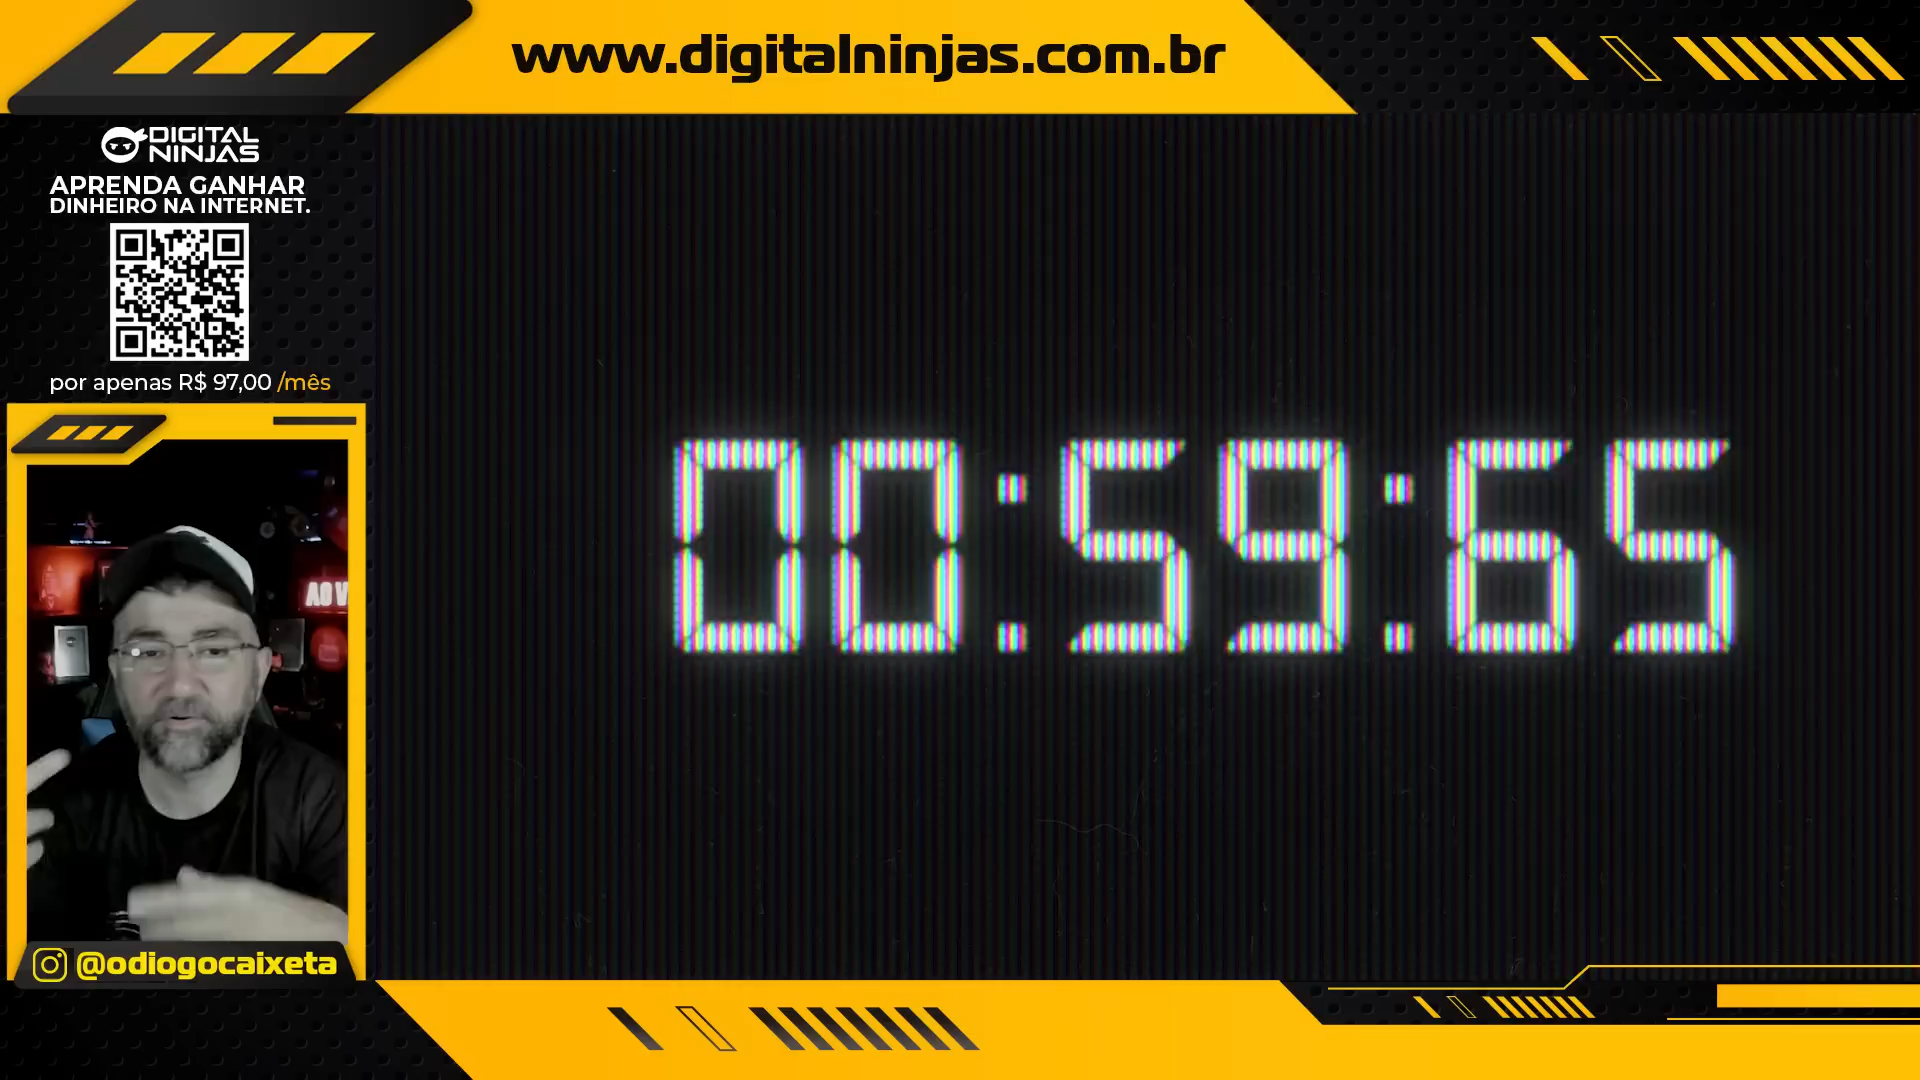 www.digitalninjas.com.br
DIGITAL
NINJAS
APRENDA GANHAR
DINHEIRO NA INTERNET.
por apenas R$ 97,00 /mês
00:59:65
AO V
@odiogocaixeta